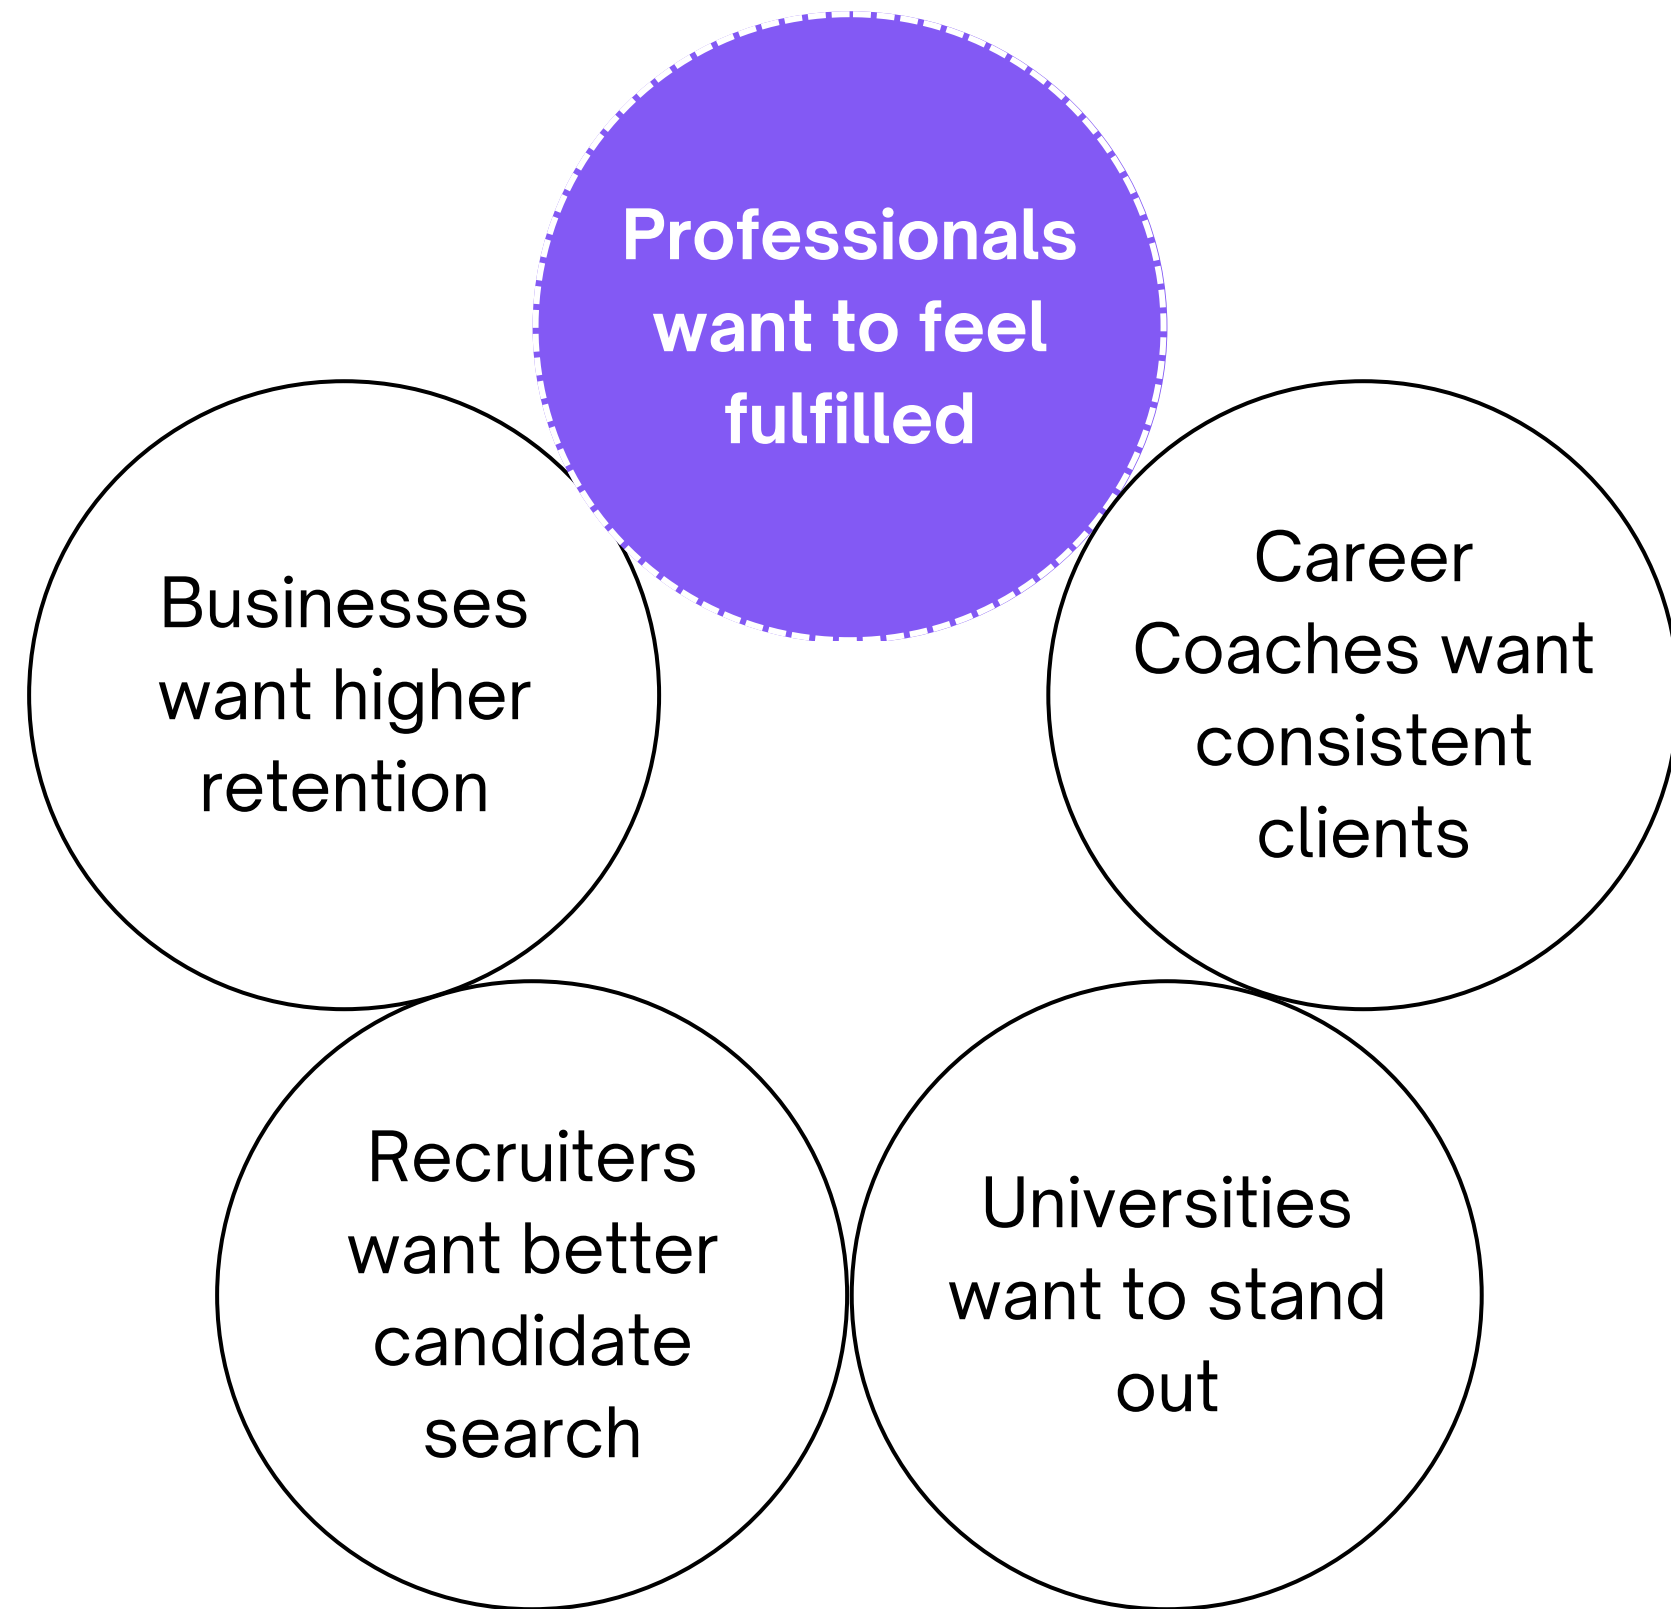 Professionals
want to feel
fulfilled
Businesses
want higher
retention
Career
Coaches want
consistent
clients
Recruiters
want better
candidate
search
Universities
want to stand
out